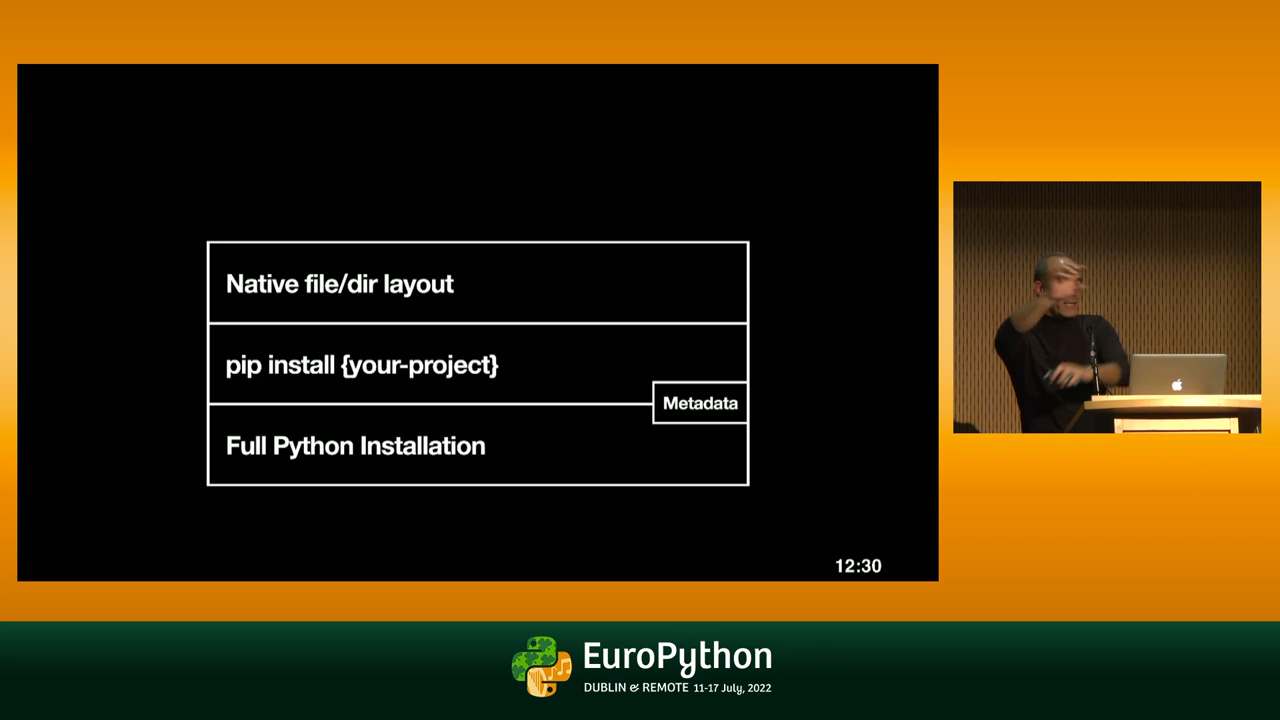 Native file/dir layout
pip install {your-project}
Metadata
Full Python Installation
12:30
EuroPython
DUBLIN & REMOTE 11-17 July, 2022